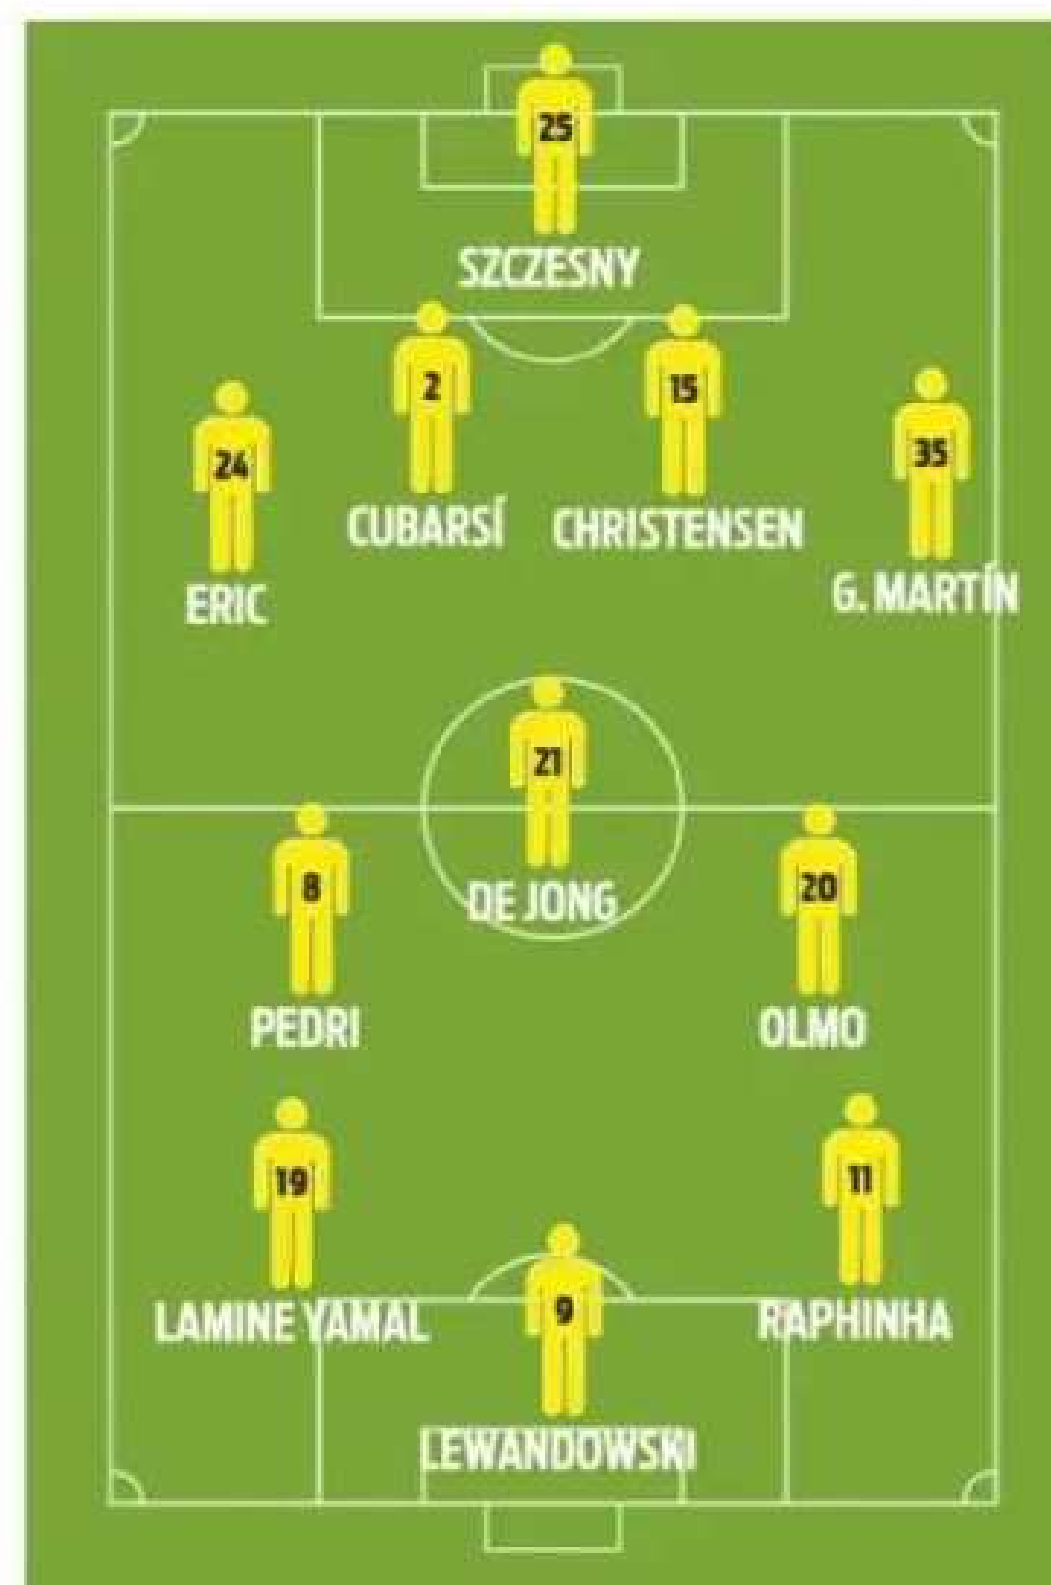 25
SZCZESNY
2
15
24
35
CUBARSÍ
CHRISTENSEN
ERIC
G. MARTÍN
21
DE JONG
8
20
PEDRI
OLMO
19
11
LAMINE YAMAL
RAPHINHA
9
LEWANDOWSKI